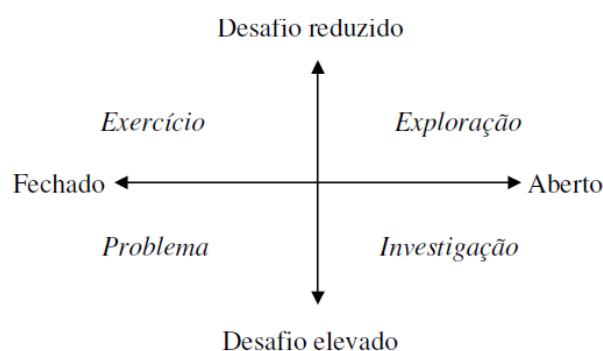 Desafio reduzido
Exercício Exploração
Fechado Aberto
Problema Investigação
Desafio elevado